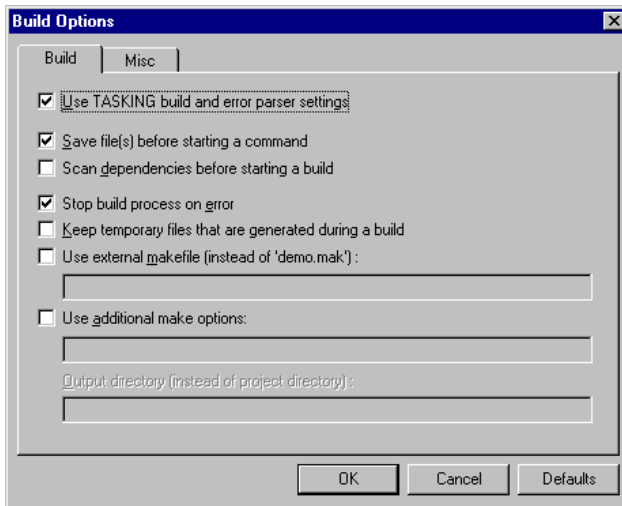 Build Options
Build Misc
Use TASKING build and error parser settings
Save file(s) before starting a command
Scan dependencies before starting a build
Stop build process on error
Keep temporary files that are generated during a build
Use external makefile (instead of 'demo.mak') :
Use additional make options:
Output directory (instead of project directory) :
OK Cancel Defaults